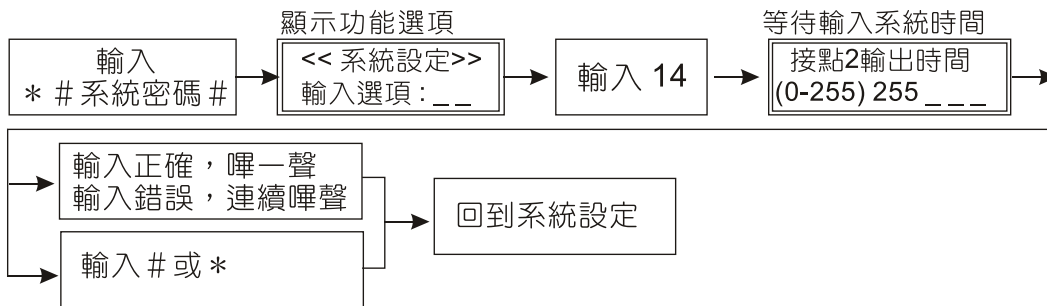 輸入
＊＃系統密碼＃
顯示功能選項
<< 系統設定>>
輸入選項:_ _
輸入 14
等待輸入系統時間
接點2輸出時間
(0-255) 255 _ _ _
輸入正確，嗶一聲
輸入錯誤，連續嗶聲
輸入＃或＊
回到系統設定